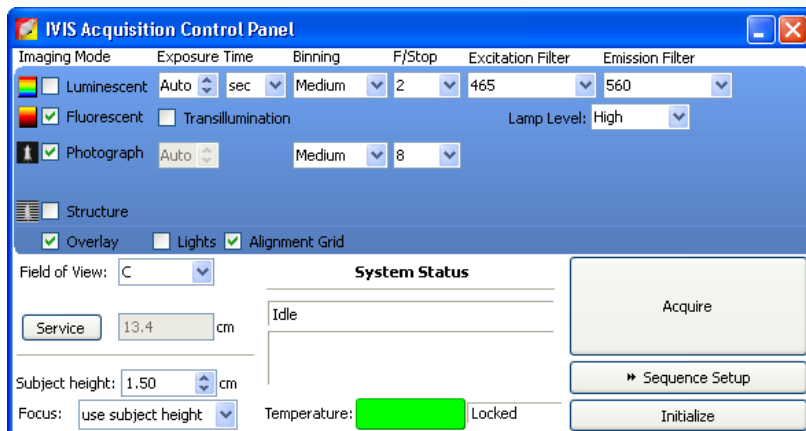 IVIS Acquisition Control Panel
Imaging Mode Exposure Time Binning F/Stop Excitation Filter Emission Filter
Luminescent Auto sec Medium 2 465 560
Fluorescent Transillumination Lamp Level: High
Photograph Auto Medium 8
Structure
Overlay Lights Alignment Grid
Field of View: C System Status
Acquire
Idle
Service 13.4 cm
Subject height: 1.50 cm Sequence Setup
Focus: use subject height Temperature: Locked Initialize